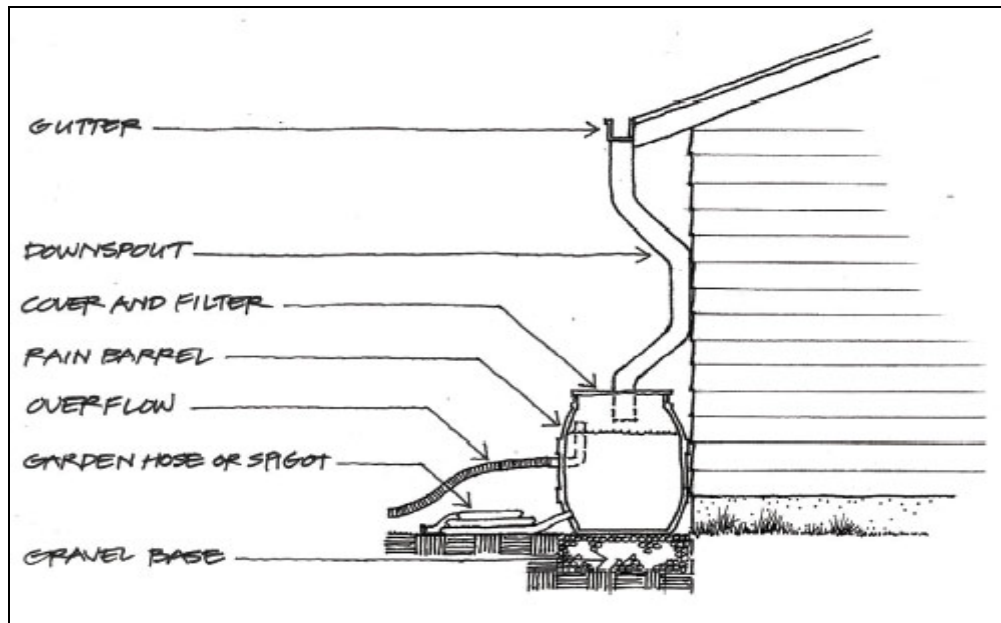 GUTTER
DOWNSPOUT
COVER AND FILTER
RAIN BARREL
OVERFLOW
GARDEN HOSE OR SPIGOT
GRAVEL BASE